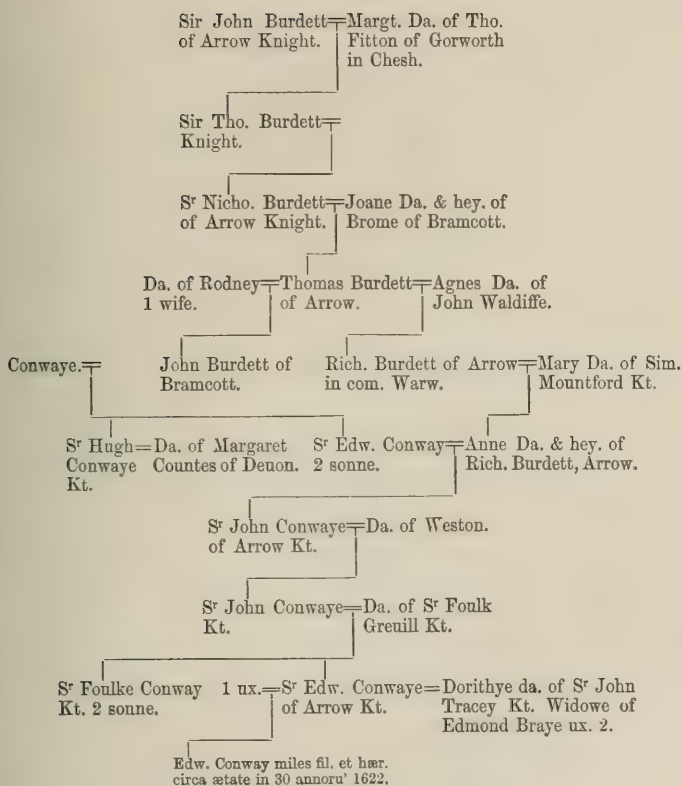 Sir John Burdett=Margt. Da. of Tho.
of Arrow Knight. Fitton of Gorworth
in Chesh.
Sir Tho. Burdett=
Knight.
Sʳ Nicho. Burdett=Joane Da. & hey. of
of Arrow Knight. Brome of Bramcott.
Da. of Rodney=Thomas Burdett=Agnes Da. of
1 wife. of Arrow. John Waldiffe.
Conwaye.= John Burdett of Rich. Burdett of Arrow=Mary Da. of Sim.
Bramcott. in com. Warw. Mountford Kt.
Sʳ Hugh=Da. of Margaret Sʳ Edw. Conway=Anne Da. & hey. of
Conwaye Countes of Deuon. 2 sonne. Rich. Burdett, Arrow.
Kt.
Sʳ John Conwaye=Da. of Weston.
of Arrow Kt.
Sʳ John Conwaye=Da. of Sʳ Foulk
Kt. Greuill Kt.
Sʳ Foulke Conway 1 ux.=Sʳ Edw. Conwaye=Dorithye da. of Sʳ John
Kt. 2 sonne. of Arrow Kt. Tracey Kt. Widowe of
Edmond Braye ux. 2.
Edw. Conway miles fil. et hær.
circa ætate in 30 annoru' 1622.